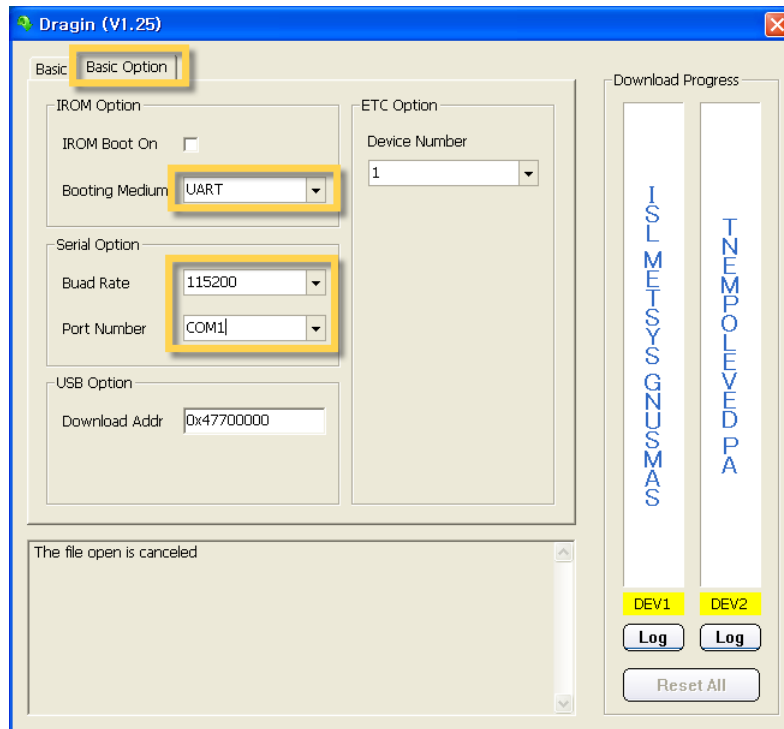 Dragin (V1.25)
Basic
Basic Option
IROM Option
IROM Boot On
Booting Medium
UART
Serial Option
Buad Rate
115200
Port Number
COM1
USB Option
Download Addr
0x47700000
ETC Option
Device Number
1
The file open is canceled
Download Progress
ISL METSYS GNUSMAS
TNEMPOLEVED PA
DEV1
DEV2
Log
Log
Reset All